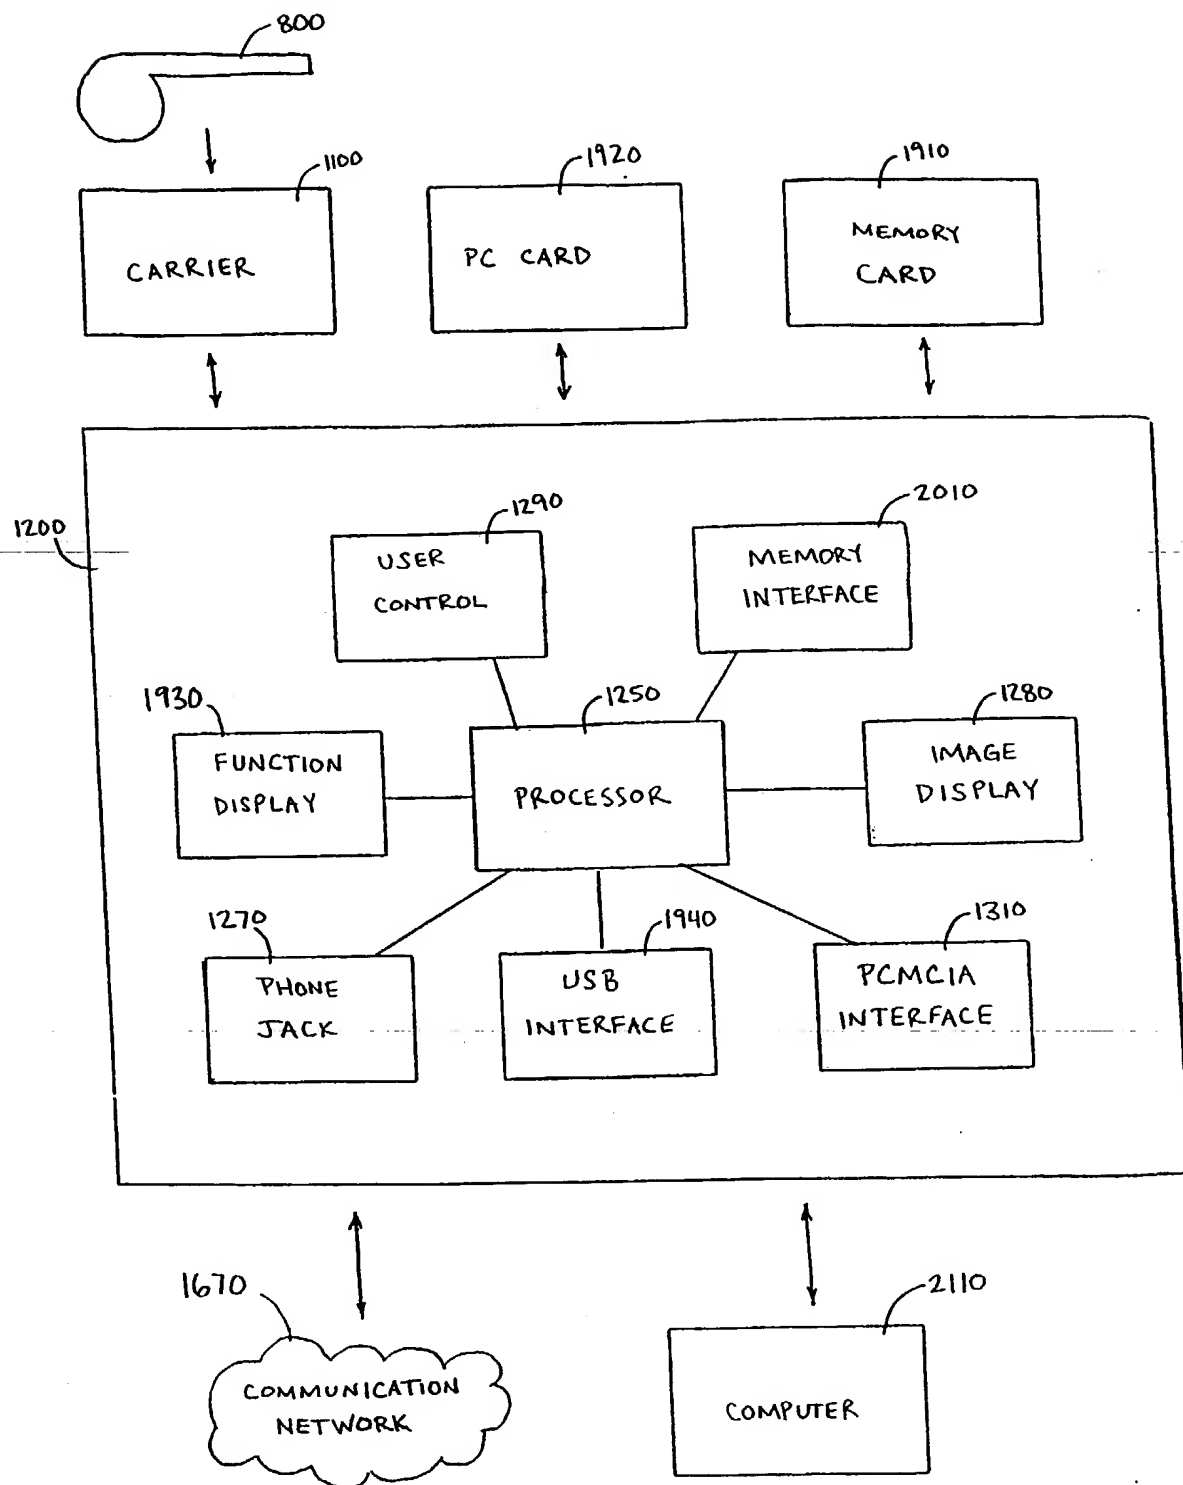 800
1100
1920
1910
CARRIER
PC CARD
MEMORY
CARD
1200
1290
2010
USER
CONTROL
MEMORY
INTERFACE
1930
1250
1280
FUNCTION
DISPLAY
PROCESSOR
IMAGE
DISPLAY
1270
1940
1310
PHONE
JACK
USB
INTERFACE
PCMCIA
INTERFACE
1670
2110
COMMUNICATION
NETWORK
COMPUTER